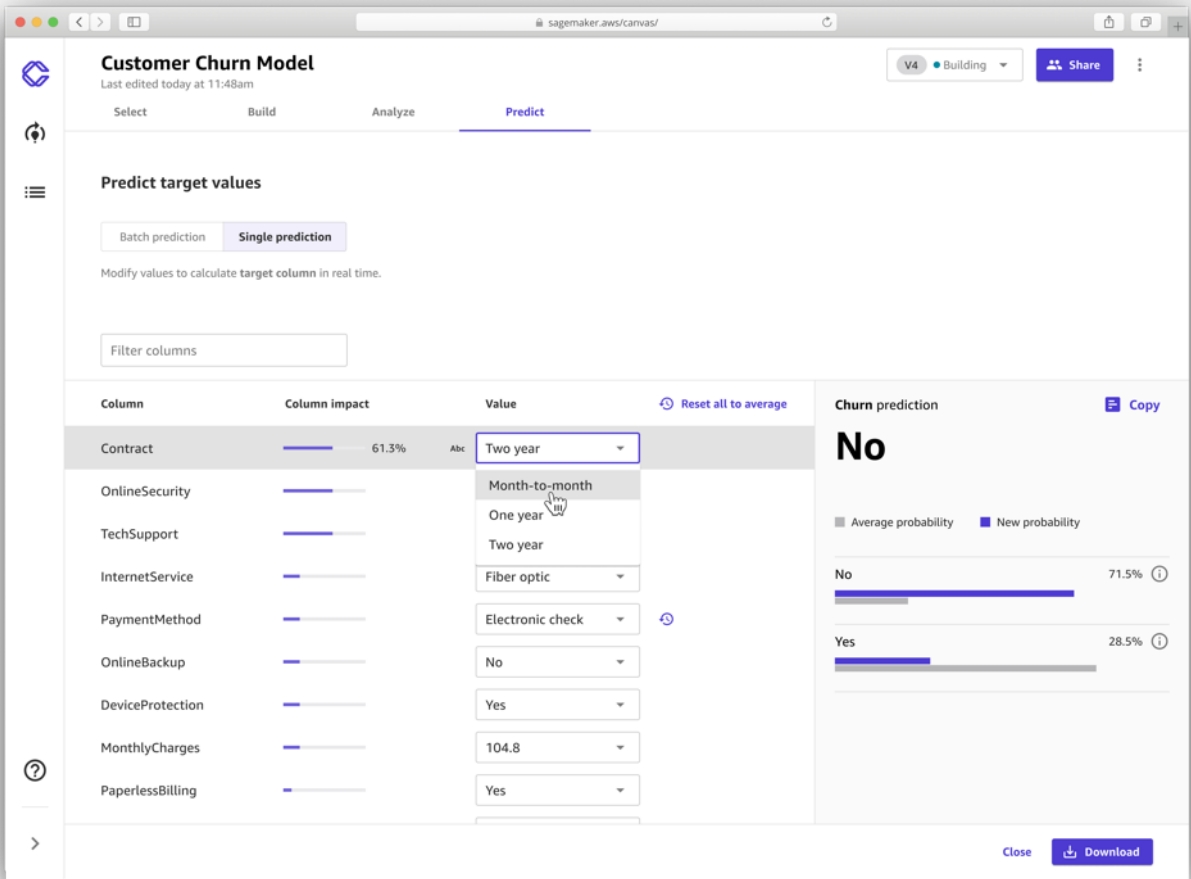 sagemaker.aws/canvas/
Customer Churn Model
Last edited today at 11:48am
V4 Building
Share
Select Build Analyze Predict
Predict target values
Batch prediction Single prediction
Modify values to calculate target column in real time.
Filter columns
Column Column impact Value Reset all to average
Contract 61.3% Abc Two year
Month-to-month
One year
Two year
OnlineSecurity
TechSupport
InternetService Fiber optic
PaymentMethod Electronic check
OnlineBackup No
DeviceProtection Yes
MonthlyCharges 104.8
PaperlessBilling Yes
Churn prediction Copy
No
Average probability New probability
No 71.5%
Yes 28.5%
Close Download